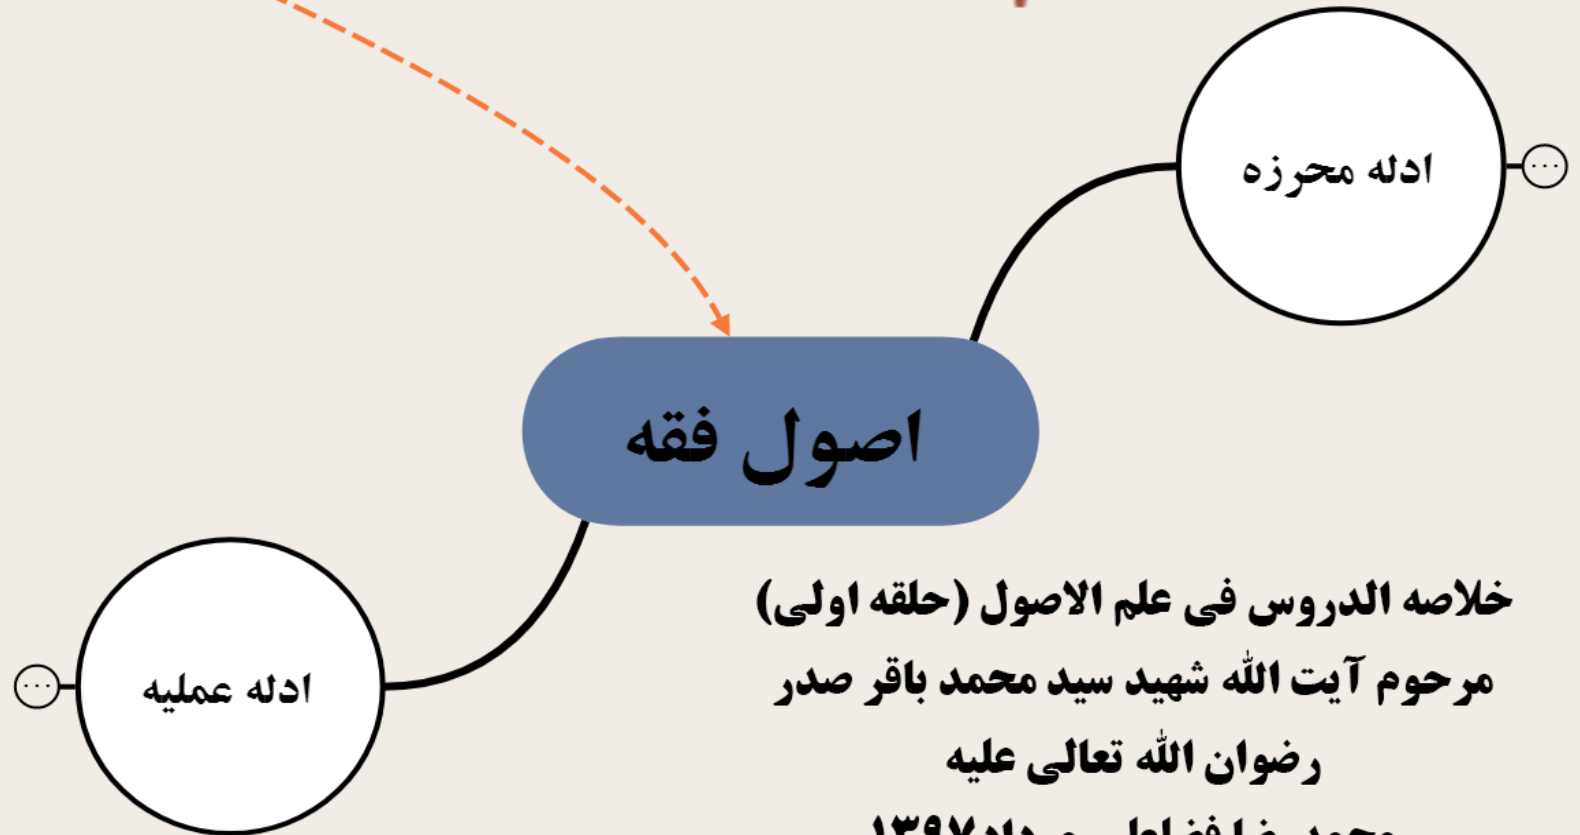 ادله محرزه
اصول فقه
ادله عملیه
خلاصه الدروس فی علم الاصول (حلقه اولی)
مرحوم آیت الله شهید سید محمد باقر صدر
رضوان الله تعالی علیه
۱۳۹۷